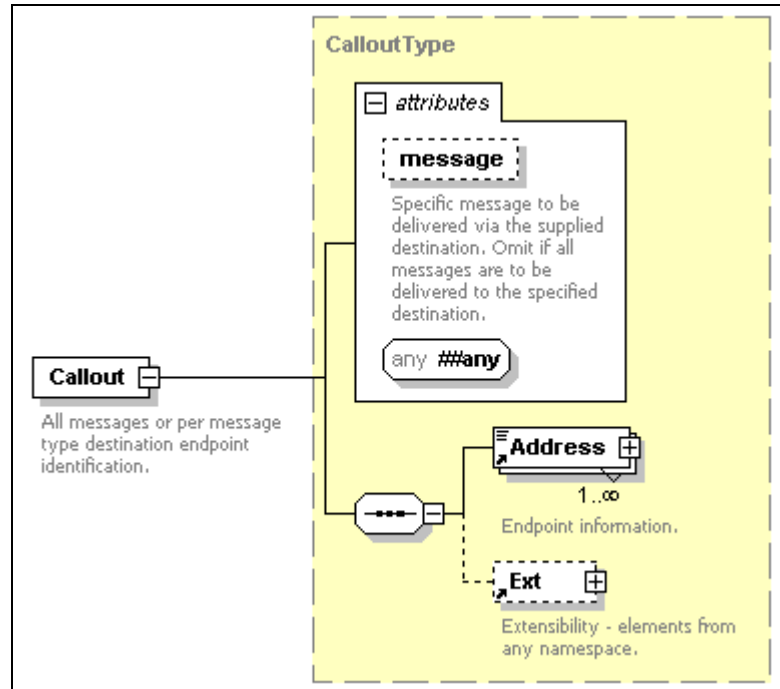 CalloutType
attributes
message
Specific message to be
delivered via the supplied
destination. Omit if all
messages are to be
delivered to the specified
destination.
any ##any
Callout
All messages or per message
type destination endpoint
identification.
Address
1..∞
Endpoint information.
Ext
Extensibility - elements from
any namespace.